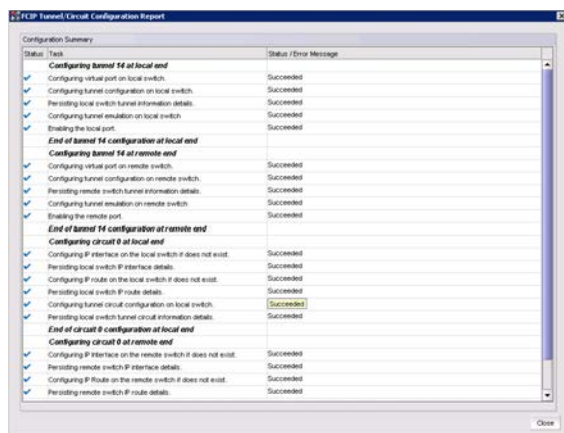 FCIP Tunnel/Circuit Configuration Report
Configuration Summary
Status Task Status / Error Message
Configuring tunnel 14 at local end
Configuring virtual port on local switch. Succeeded
Configuring tunnel configuration on local switch. Succeeded
Persisting local switch tunnel information details. Succeeded
Configuring tunnel emulation on local switch Succeeded
Enabling the local port. Succeeded
End of tunnel 14 configuration at local end
Configuring tunnel 14 at remote end
Configuring virtual port on remote switch. Succeeded
Configuring tunnel configuration on remote switch. Succeeded
Persisting remote switch tunnel information details. Succeeded
Configuring tunnel emulation on remote switch Succeeded
Enabling the remote port. Succeeded
End of tunnel 14 configuration at remote end
Configuring circuit 0 at local end
Configuring IP interface on the local switch if does not exist. Succeeded
Persisting local switch IP interface details. Succeeded
Configuring IP route on the local switch if does not exist. Succeeded
Persisting local switch IP route details. Succeeded
Configuring tunnel circuit configuration on local switch. Succeeded
Persisting local switch tunnel circuit information details. Succeeded
End of circuit 0 configuration at local end
Configuring circuit 0 at remote end
Configuring IP interface on the remote switch if does not exist. Succeeded
Persisting remote switch IP interface details. Succeeded
Configuring IP Route on the remote switch if does not exist. Succeeded
Persisting remote switch IP route details. Succeeded
Close